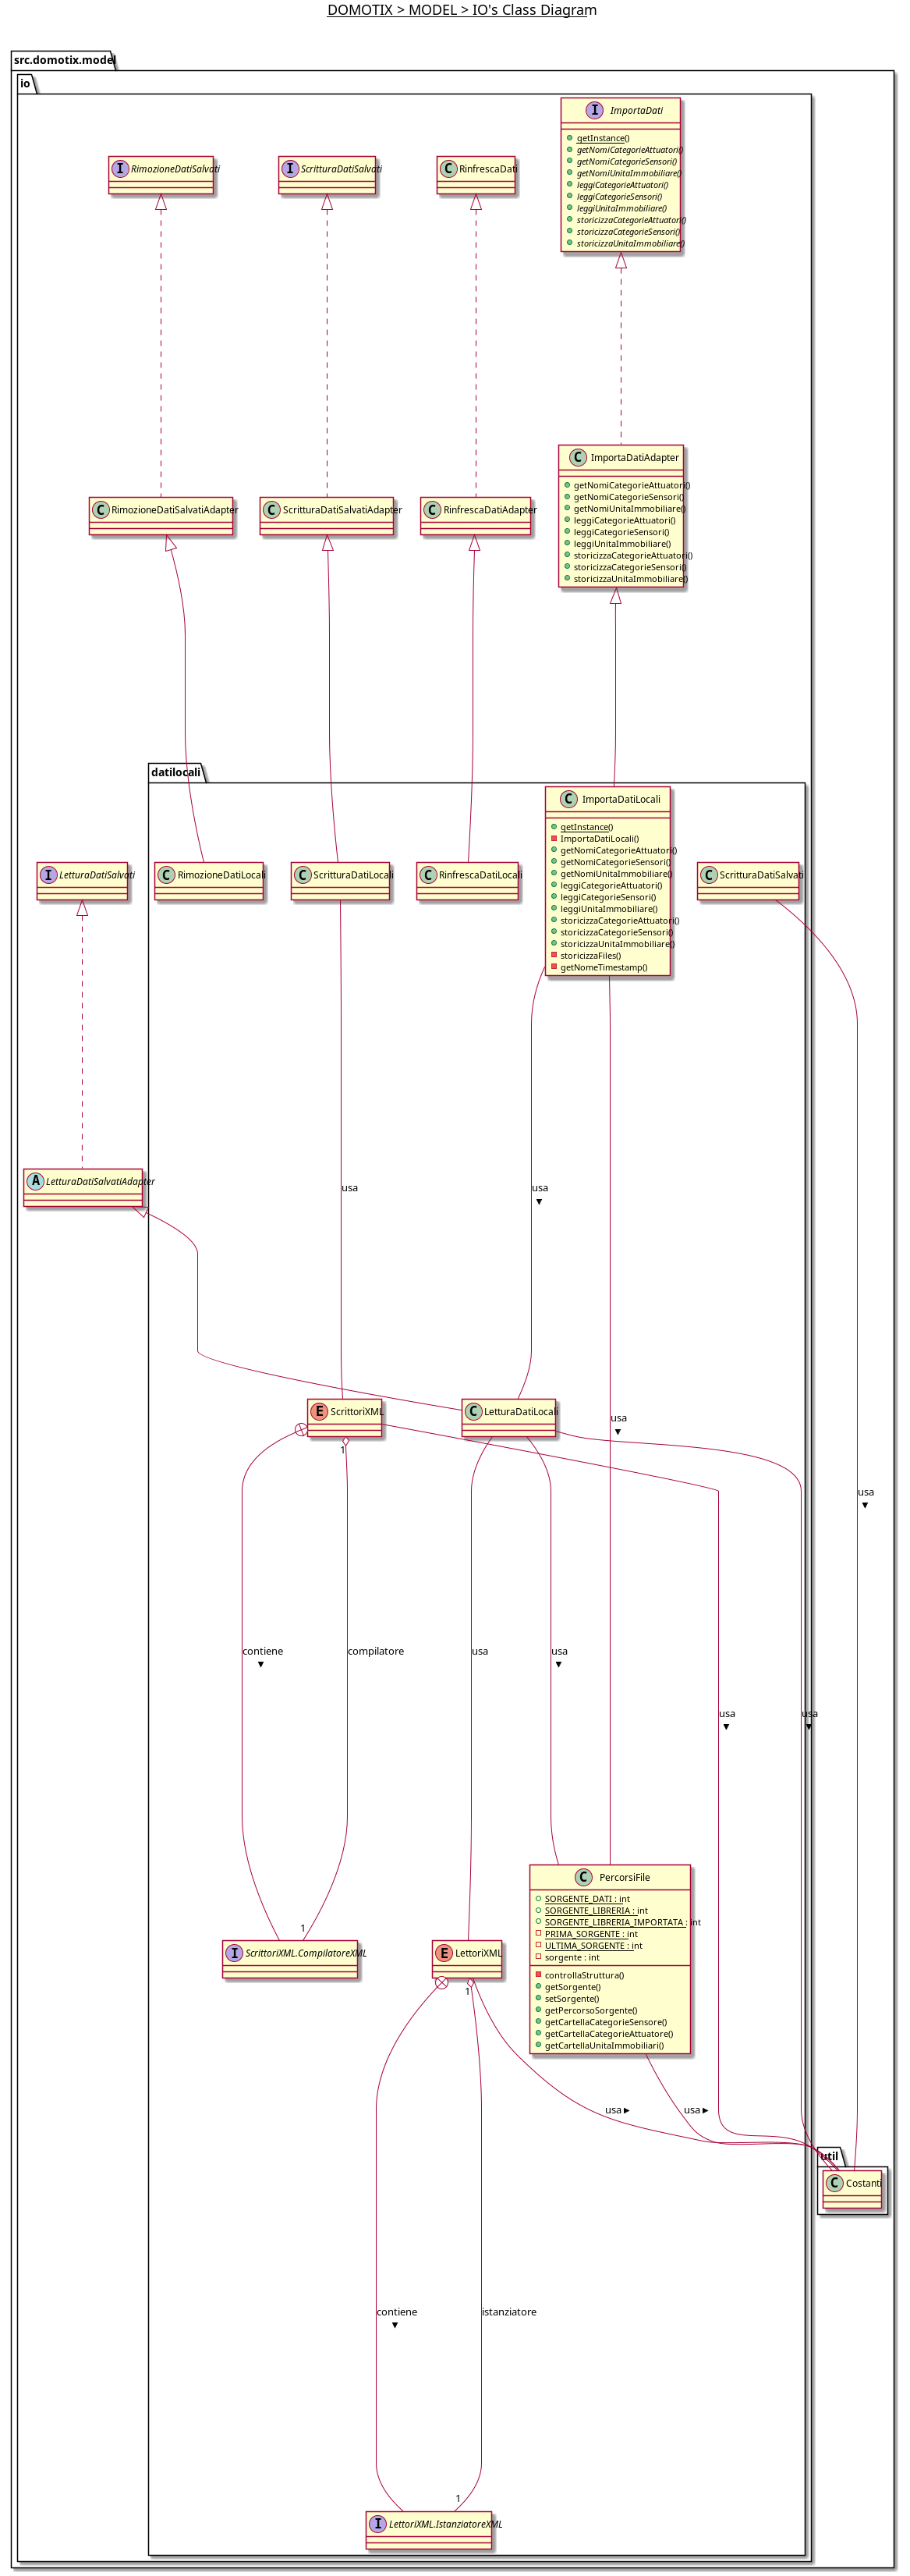 DOMOTIX > MODEL > IO's Class Diagram
src.domotix.model
io
I ImportaDati
getInstance()
getNomiCategorieAttuatori()
getNomiCategorieSensori()
getNomiUnitaImmobiliare()
leggiCategorieAttuatori()
leggiCategorieSensori()
leggiUnitaImmobiliare()
storicizzaCategorieAttuatori()
storicizzaCategorieSensori()
storicizzaUnitaImmobiliare()
I RimozioneDatiSalvati
I ScritturaDatiSalvati
C RinfrescaDati
C ImportaDatiAdapter
getNomiCategorieAttuatori()
getNomiCategorieSensori()
getNomiUnitaImmobiliare()
leggiCategorieAttuatori()
leggiCategorieSensori()
leggiUnitaImmobiliare()
storicizzaCategorieAttuatori()
storicizzaCategorieSensori()
storicizzaUnitaImmobiliare()
C RimozioneDatiSalvatiAdapter
C ScritturaDatiSalvatiAdapter
C RinfrescaDatiAdapter
datilocali
C ImportaDatiLocali
getInstance()
ImportaDatiLocali()
getNomiCategorieAttuatori()
getNomiCategorieSensori()
getNomiUnitaImmobiliare()
leggiCategorieAttuatori()
leggiCategorieSensori()
leggiUnitaImmobiliare()
storicizzaCategorieAttuatori()
storicizzaCategorieSensori()
storicizzaUnitaImmobiliare()
storicizzaFiles()
getNomeTimestamp()
I LetturaDatiSalvati
C RimozioneDatiLocali
C ScritturaDatiLocali
C RinfrescaDatiLocali
C ScritturaDatiSalvati
A LetturaDatiSalvatiAdapter
usa
usa
E ScrittoriXML
C LetturaDatiLocali
usa
1
usa
contiene
compilatore
usa
usa
usa
usa
C PercorsiFile
SORGENTE_DATI : int
SORGENTE_LIBRERIA : int
SORGENTE_LIBRERIA_IMPORTATA : int
PRIMA_SORGENTE : int
ULTIMA_SORGENTE : int
sorgente : int
controllaStruttura()
getSorgente()
setSorgente()
getPercorsoSorgente()
getCartellaCategorieSensore()
getCartellaCategorieAttuatore()
getCartellaUnitaImmobiliari()
1
I ScrittoriXML.CompilatoreXML
E LettoriXML
1
usa
usa
util
C Costanti
contiene
istanziatore
1
I LettoriXML.IstanziatoreXML